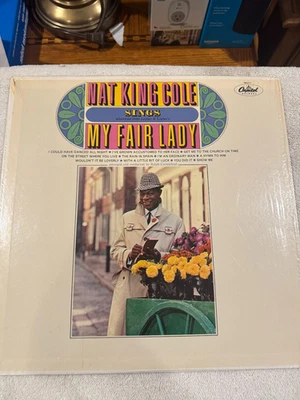 Capitol
NAT KING COLE
SINGS
MY FAIR LADY
I COULD HAVE DANCED ALL NIGHT ★ I'VE GROWN ACCUSTOMED TO HER FACE ★ GET ME TO THE CHURCH ON TIME
ON THE STREET WHERE YOU LIVE ★ THE RAIN IN SPAIN ★ I'M AN ORDINARY MAN ★ A HYMN TO HIM
WOULDN'T IT BE LOVERLY ★ WITH A LITTLE BIT OF LUCK ★ YOU DID IT ★ SHOW ME